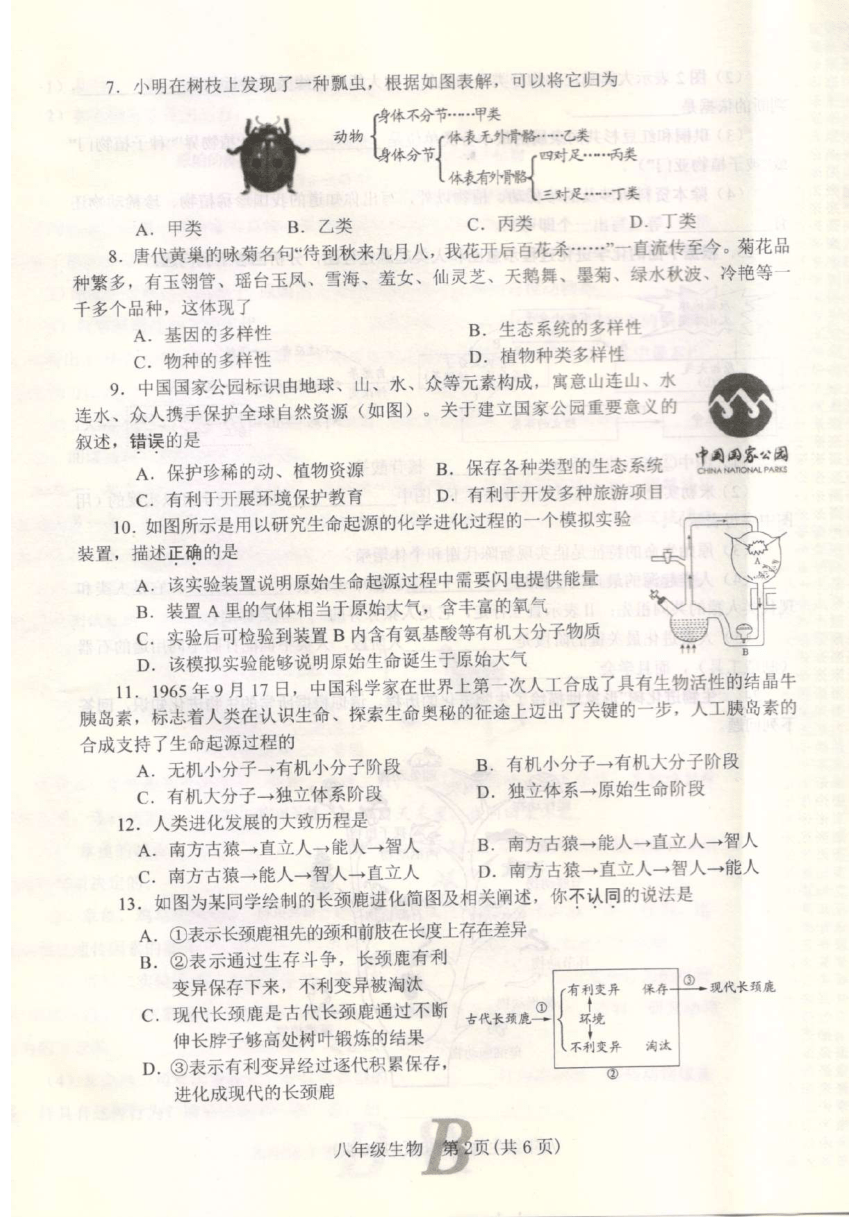 7. 小明在树枝上发现了一种瓢虫，根据如图表解，可以将它归为
动物
身体不分节……甲类
身体分节
体表无外骨骼……乙类
体表有外骨骼
四对足……丙类
三对足……丁类
A. 甲类 B. 乙类 C. 丙类 D. 丁类
8. 唐代黄巢的咏菊名句“待到秋来九月八，我花开后百花杀……”一直流传至今。菊花品
种繁多，有玉翎管、瑶台玉凤、雪海、羞女、仙灵芝、天鹅舞、墨菊、绿水秋波、冷艳等一
千多个品种，这体现了
A. 基因的多样性 B. 生态系统的多样性
C. 物种的多样性 D. 植物种类多样性
9. 中国国家公园标识由地球、山、水、众等元素构成，寓意山连山、水
连水、众人携手保护全球自然资源（如图）。关于建立国家公园重要意义的
叙述，错误的是
中国国家公园
CHINA NATIONAL PARKS
A. 保护珍稀的动、植物资源 B. 保存各种类型的生态系统
C. 有利于开展环境保护教育 D. 有利于开发多种旅游项目
10. 如图所示是用以研究生命起源的化学进化过程的一个模拟实验
装置，描述正确的是
A
B
A. 该实验装置说明原始生命起源过程中需要闪电提供能量
B. 装置 A 里的气体相当于原始大气，含丰富的氧气
C. 实验后可检验到装置 B 内含有氨基酸等有机大分子物质
D. 该模拟实验能够说明原始生命诞生于原始大气
11. 1965 年 9 月 17 日，中国科学家在世界上第一次人工合成了具有生物活性的结晶牛
胰岛素，标志着人类在认识生命、探索生命奥秘的征途上迈出了关键的一步，人工胰岛素的
合成支持了生命起源过程的
A. 无机小分子→有机小分子阶段 B. 有机小分子→有机大分子阶段
C. 有机大分子→独立体系阶段 D. 独立体系→原始生命阶段
12. 人类进化发展的大致历程是
A. 南方古猿→直立人→能人→智人 B. 南方古猿→能人→直立人→智人
C. 南方古猿→能人→智人→直立人 D. 南方古猿→直立人→智人→能人
13. 如图为某同学绘制的长颈鹿进化简图及相关阐述，你不认同的说法是
A. ①表示长颈鹿祖先的颈和前肢在长度上存在差异
B. ②表示通过生存斗争，长颈鹿有利
变异保存下来，不利变异被淘汰
C. 现代长颈鹿是古代长颈鹿通过不断
伸长脖子够高处树叶锻炼的结果
D. ③表示有利变异经过逐代积累保存，
进化成现代的长颈鹿
有利变异 保存 ③ 现代长颈鹿
古代长颈鹿 ① 环境
不利变异 淘汰
②
八年级生物 B 第 2页(共 6 页)